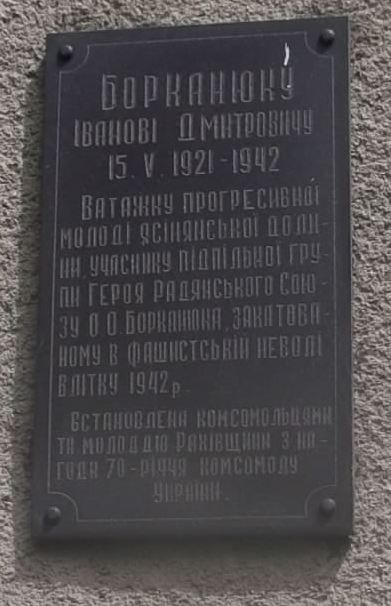 БОРКАНЮКУ
ІВАНОВІ ДМИТРОВИЧУ
15. V. 1921 - 1942
ВАТАЖКУ ПРОГРЕСИВНОЇ
МОЛОДІ ЯСІНЯНСЬКОЇ ДОЛИ-
НИ, УЧАСНИКУ ПІДПІЛЬНОЇ ГРУ-
ПИ ГЕРОЯ РАДЯНСЬКОГО СОЮ-
ЗУ О.О.БОРКАНЮКА, ЗАКАТОВА-
НОМУ В ФАШИСТСЬКІЙ НЕВОЛІ
ВЛІТКУ 1942р.
ВСТАНОВЛЕНА КОМСОМОЛЬЦЯМИ
ТА МОЛОДДЮ РАХІВЩИНИ З НА-
ГОДИ 70-РІЧЧЯ КОМСОМОЛУ
УКРАЇНИ.